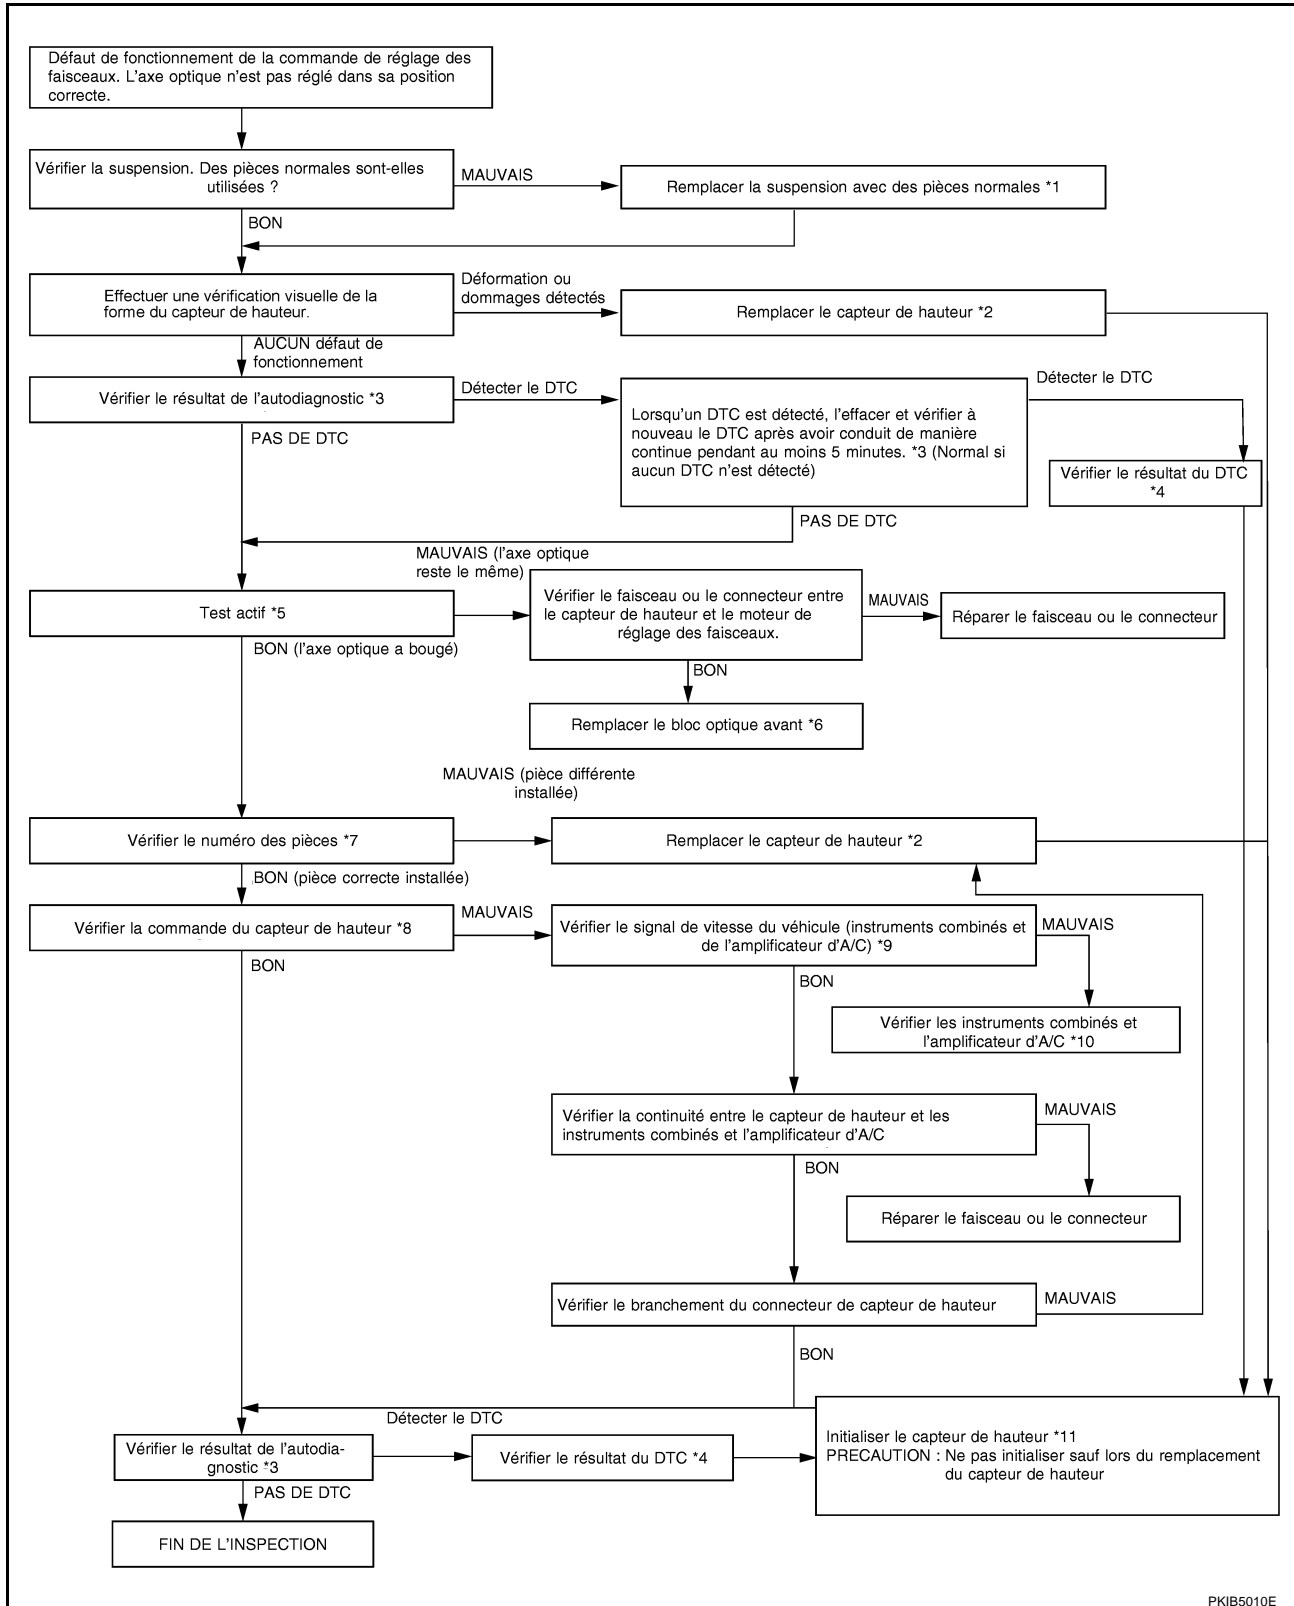 Défaut de fonctionnement de la commande de réglage des
faisceaux. L'axe optique n'est pas réglé dans sa position
correcte.
Vérifier la suspension. Des pièces normales sont-elles
utilisées ?
MAUVAIS
Remplacer la suspension avec des pièces normales *1
BON
Effectuer une vérification visuelle de la
forme du capteur de hauteur.
Déformation ou
dommages détectés
Remplacer le capteur de hauteur *2
AUCUN défaut de
fonctionnement
Vérifier le résultat de l'autodiagnostic *3
Détecter le DTC
Lorsqu'un DTC est détecté, l'effacer et vérifier à
nouveau le DTC après avoir conduit de manière
continue pendant au moins 5 minutes. *3 (Normal si
aucun DTC n'est détecté)
Détecter le DTC
Vérifier le résultat du DTC
*4
PAS DE DTC
PAS DE DTC
MAUVAIS (l'axe optique
reste le même)
Test actif *5
Vérifier le faisceau ou le connecteur entre
le capteur de hauteur et le moteur de
réglage des faisceaux.
MAUVAIS
Réparer le faisceau ou le connecteur
BON (l'axe optique a bougé)
BON
Remplacer le bloc optique avant *6
MAUVAIS (pièce différente
installée)
Vérifier le numéro des pièces *7
Remplacer le capteur de hauteur *2
BON (pièce correcte installée)
Vérifier la commande du capteur de hauteur *8
MAUVAIS
Vérifier le signal de vitesse du véhicule (instruments combinés et
de l'amplificateur d'A/C) *9
MAUVAIS
BON
BON
Vérifier les instruments combinés et
l'amplificateur d'A/C *10
Vérifier la continuité entre le capteur de hauteur et les
instruments combinés et l'amplificateur d'A/C
MAUVAIS
BON
Réparer le faisceau ou le connecteur
Vérifier le branchement du connecteur de capteur de hauteur
MAUVAIS
BON
Détecter le DTC
Vérifier le résultat de l'autodia-
gnostic *3
Vérifier le résultat du DTC *4
Initialiser le capteur de hauteur *11
PRECAUTION : Ne pas initialiser sauf lors du remplacement
du capteur de hauteur
PAS DE DTC
FIN DE L'INSPECTION
PKIB5010E